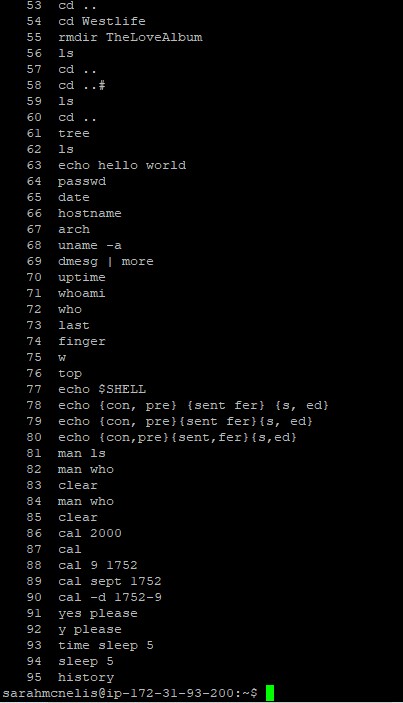 53 cd ..
54 cd Westlife
55 rmdir TheLoveAlbum
56 ls
57 cd ..
58 cd ..#
59 ls
60 cd ..
61 tree
62 ls
63 echo hello world
64 passwd
65 date
66 hostname
67 arch
68 uname -a
69 dmesg | more
70 uptime
71 whoami
72 who
73 last
74 finger
75 w
76 top
77 echo $SHELL
78 echo {con, pre} {sent fer} {s, ed}
79 echo {con, pre}{sent fer}{s, ed}
80 echo {con,pre}{sent,fer}{s,ed}
81 man ls
82 man who
83 clear
84 man who
85 clear
86 cal 2000
87 cal
88 cal 9 1752
89 cal sept 1752
90 cal -d 1752-9
91 yes please
92 y please
93 time sleep 5
94 sleep 5
95 history
sarahmcnelis@ip-172-31-93-200:~$